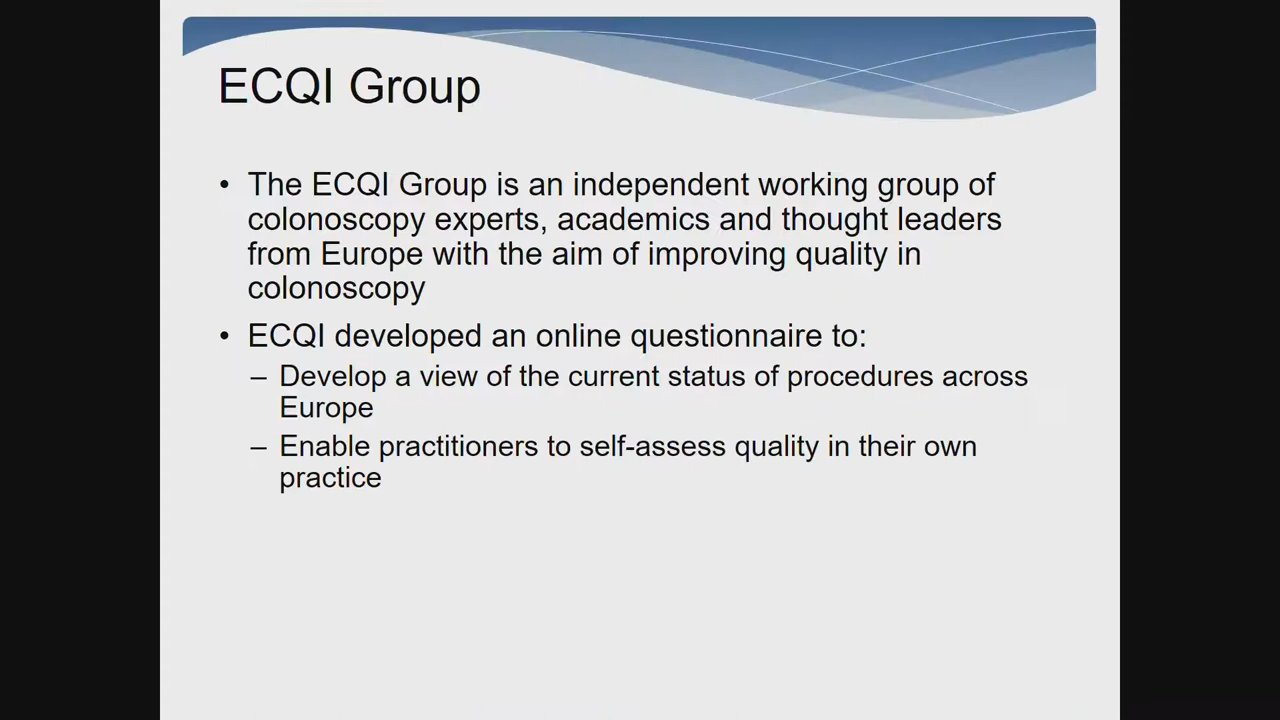 ECQI Group
• The ECQI Group is an independent working group of
colonoscopy experts, academics and thought leaders
from Europe with the aim of improving quality in
colonoscopy
• ECQI developed an online questionnaire to:
– Develop a view of the current status of procedures across
Europe
– Enable practitioners to self-assess quality in their own
practice